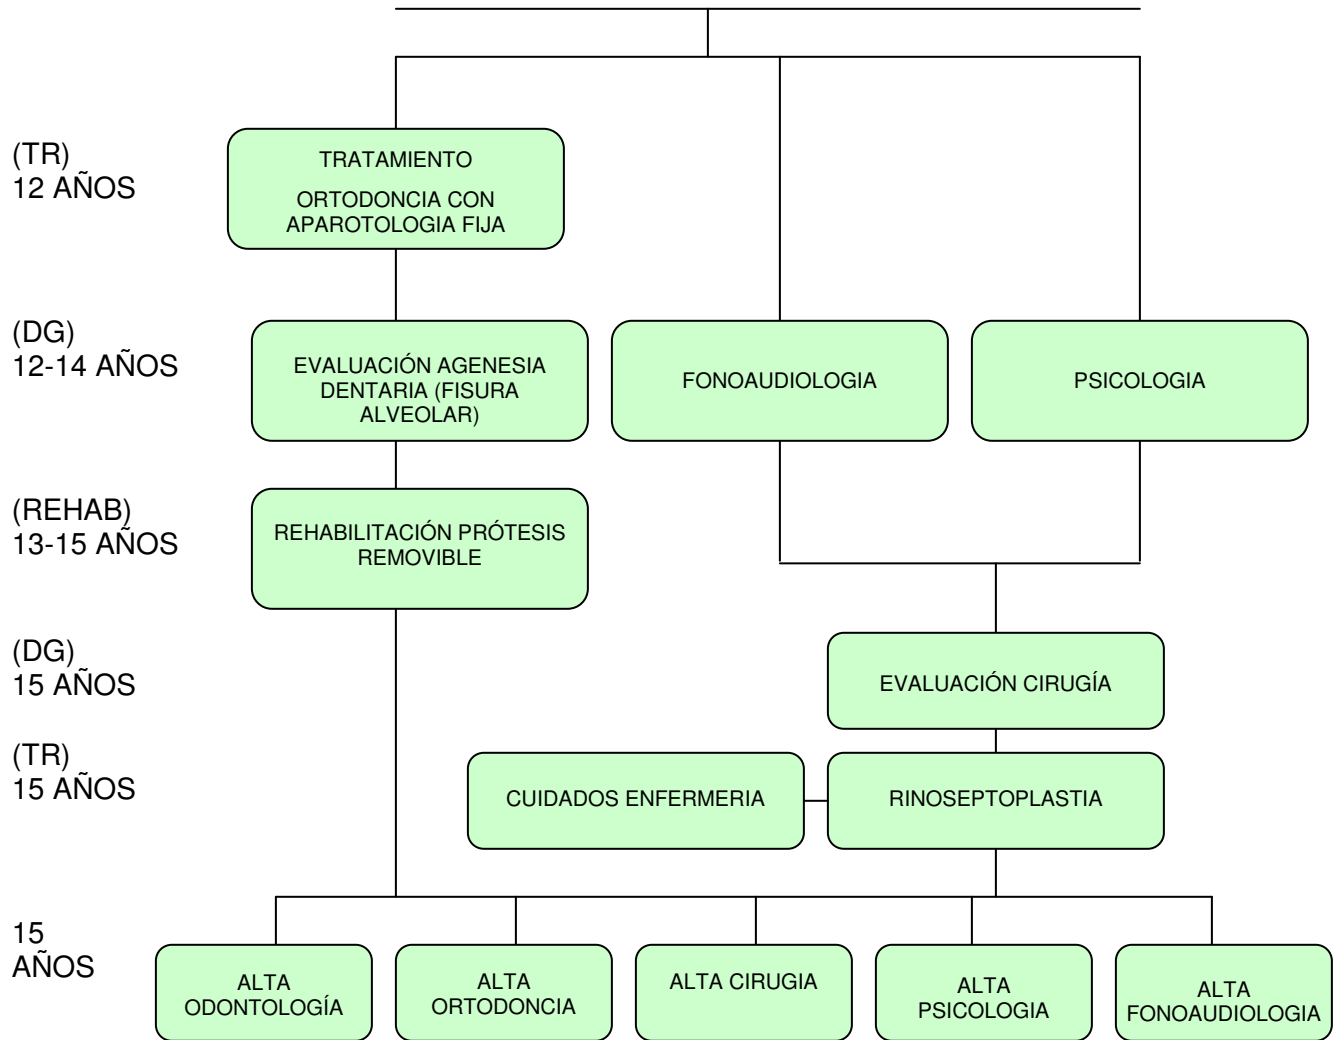 (TR)
12 AÑOS
TRATAMIENTO
ORTODONCIA CON
APAROTOLOGIA FIJA
(DG)
12-14 AÑOS
EVALUACIÓN AGENESIA
DENTARIA (FISURA
ALVEOLAR)
FONOAUDIOLOGIA
PSICOLOGIA
(REHAB)
13-15 AÑOS
REHABILITACIÓN PRÓTESIS
REMOVIBLE
(DG)
15 AÑOS
EVALUACIÓN CIRUGÍA
(TR)
15 AÑOS
CUIDADOS ENFERMERIA
RINOSEPTOPLASTIA
15
AÑOS
ALTA
ODONTOLOGÍA
ALTA
ORTODONCIA
ALTA CIRUGIA
ALTA
PSICOLOGIA
ALTA
FONOAUDIOLOGIA